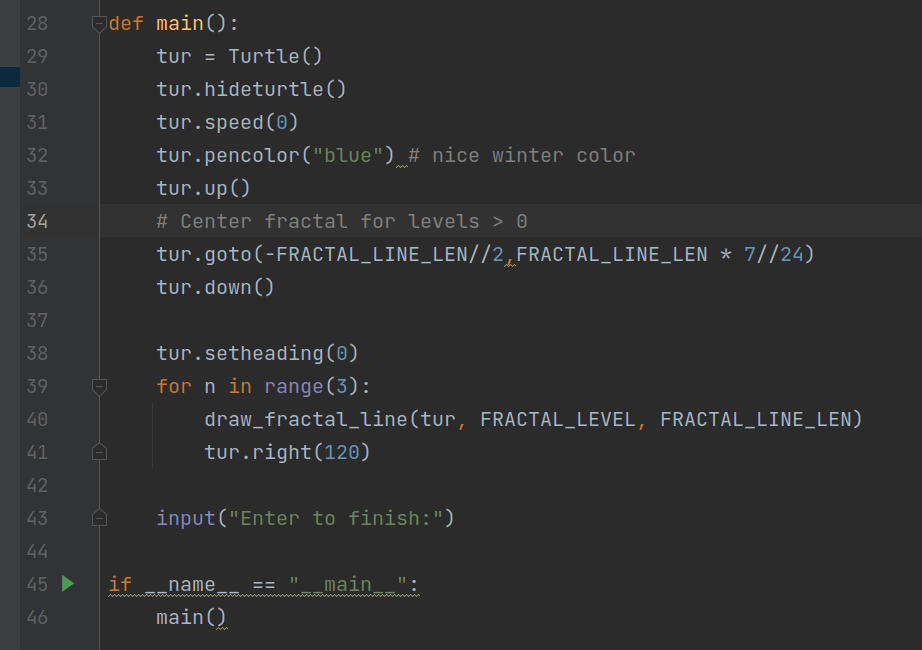 28 def main():
29     tur = Turtle()
30     tur.hideturtle()
31     tur.speed(0)
32     tur.pencolor("blue") # nice winter color
33     tur.up()
34     # Center fractal for levels > 0
35     tur.goto(-FRACTAL_LINE_LEN//2,FRACTAL_LINE_LEN * 7//24)
36     tur.down()
37
38     tur.setheading(0)
39     for n in range(3):
40         draw_fractal_line(tur, FRACTAL_LEVEL, FRACTAL_LINE_LEN)
41         tur.right(120)
42
43     input("Enter to finish:")
44
45 if __name__ == "__main__":
46     main()